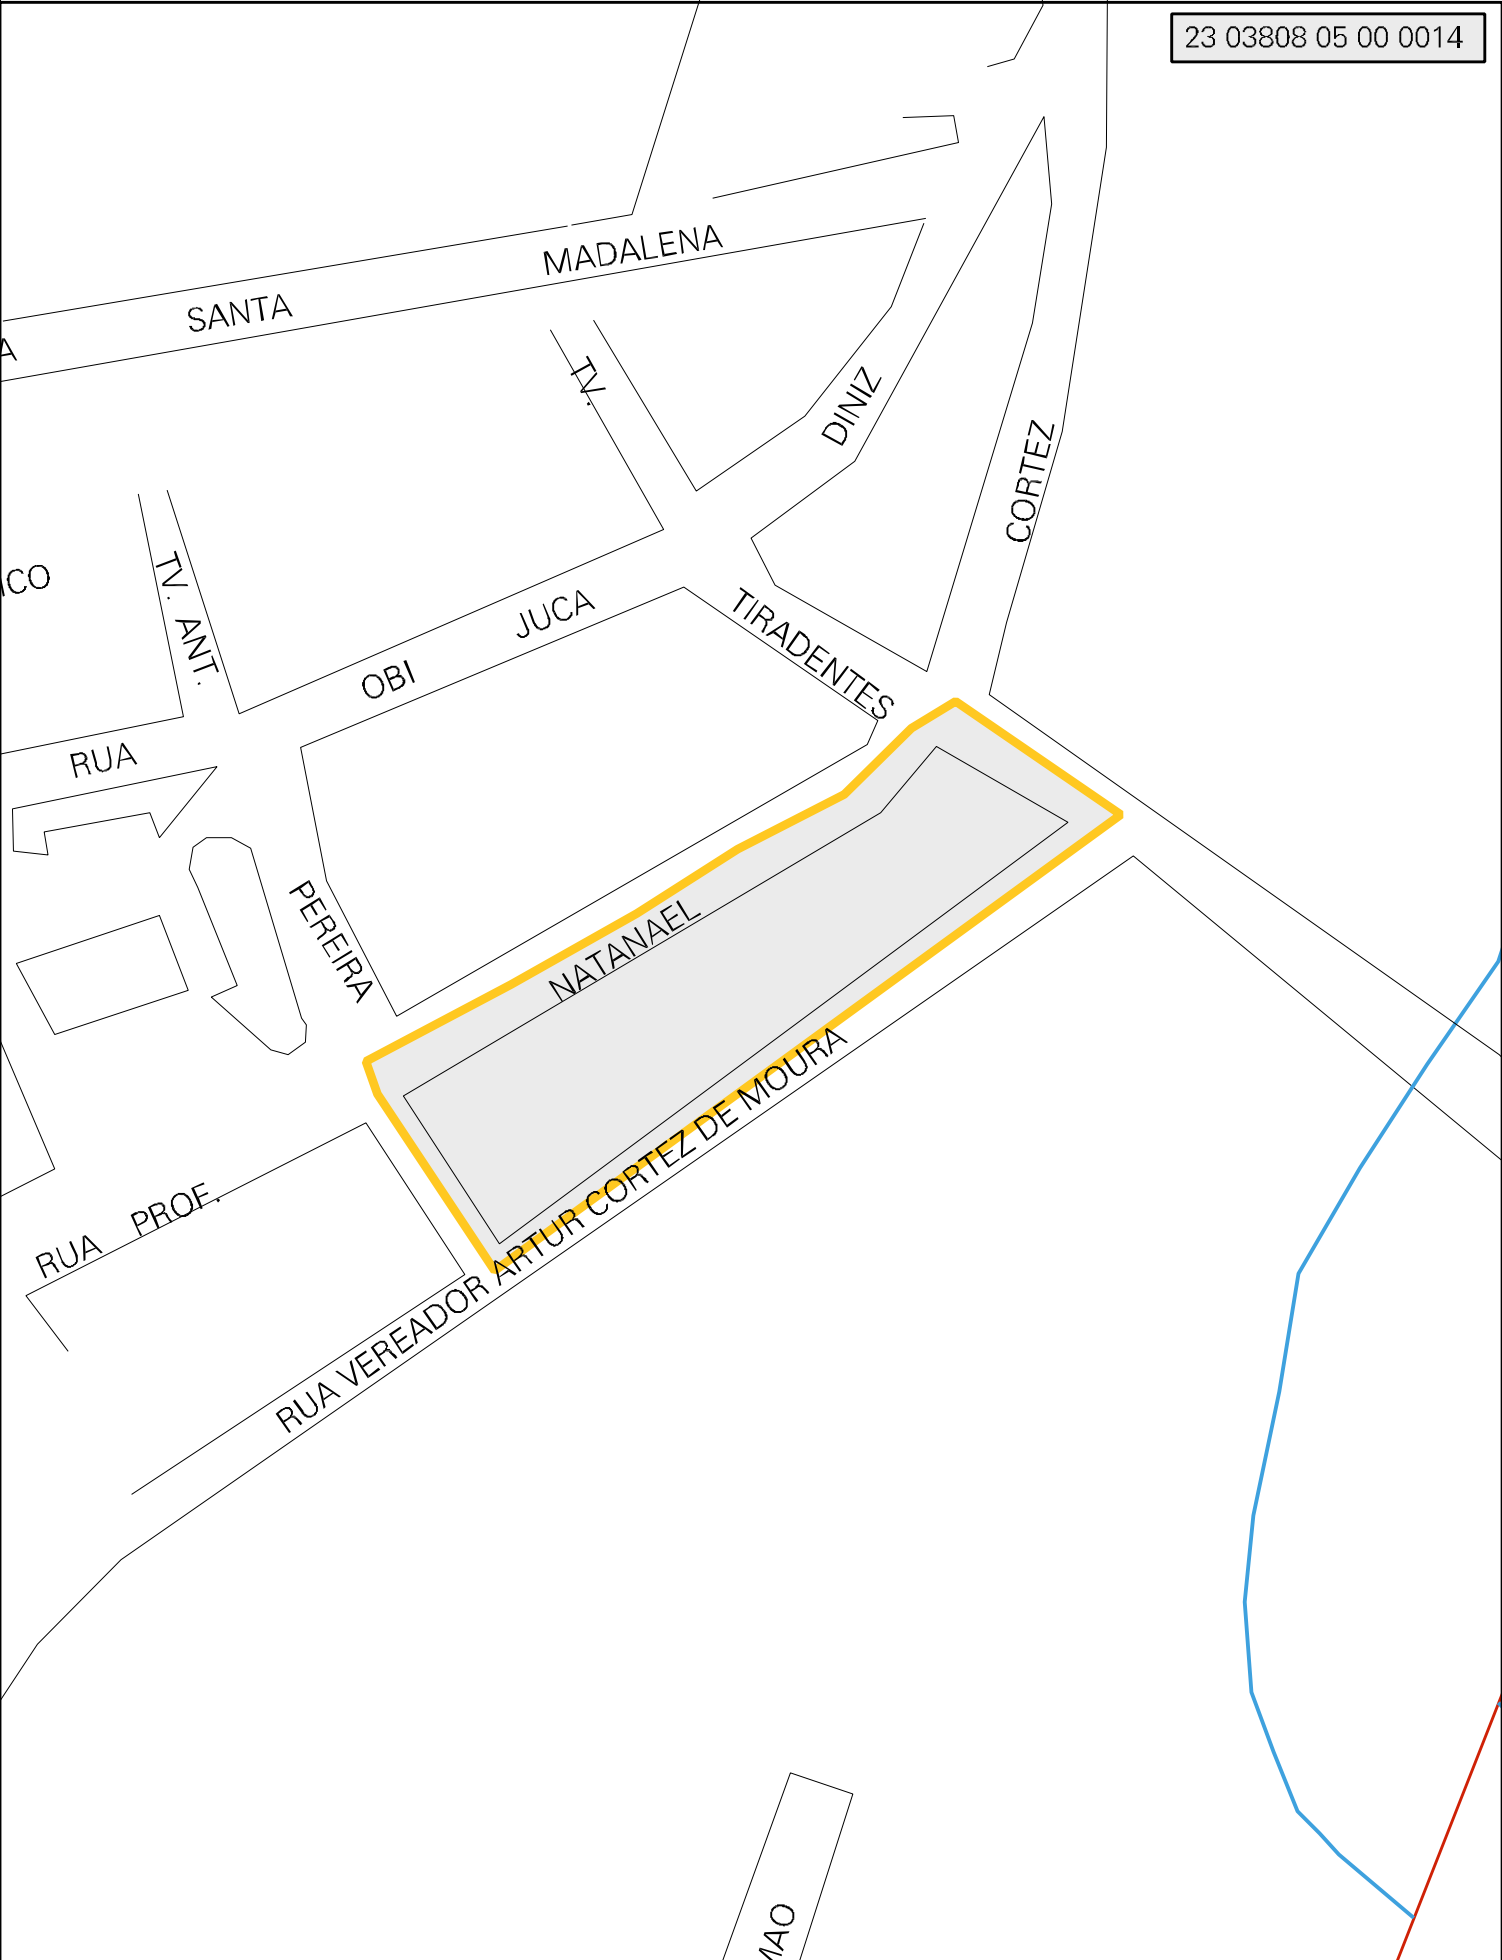 23 03808 05 00 0014
MADALENA
SANTA
A
TV.
DINIZ
CORTEZ
ICO
TV. ANT.
JUCA
TIRADENTES
OBI
RUA
PEREIRA
NATANAEL
RUA PROF.
RUA VEREADOR ARTUR CORTEZ DE MOURA
MAO